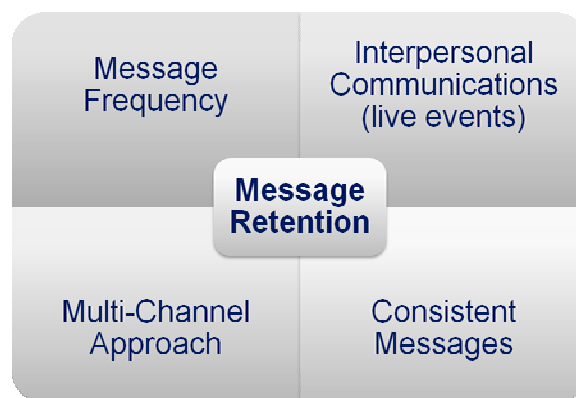 Message
Frequency
Interpersonal
Communications
(live events)
Message
Retention
Multi-Channel
Approach
Consistent
Messages